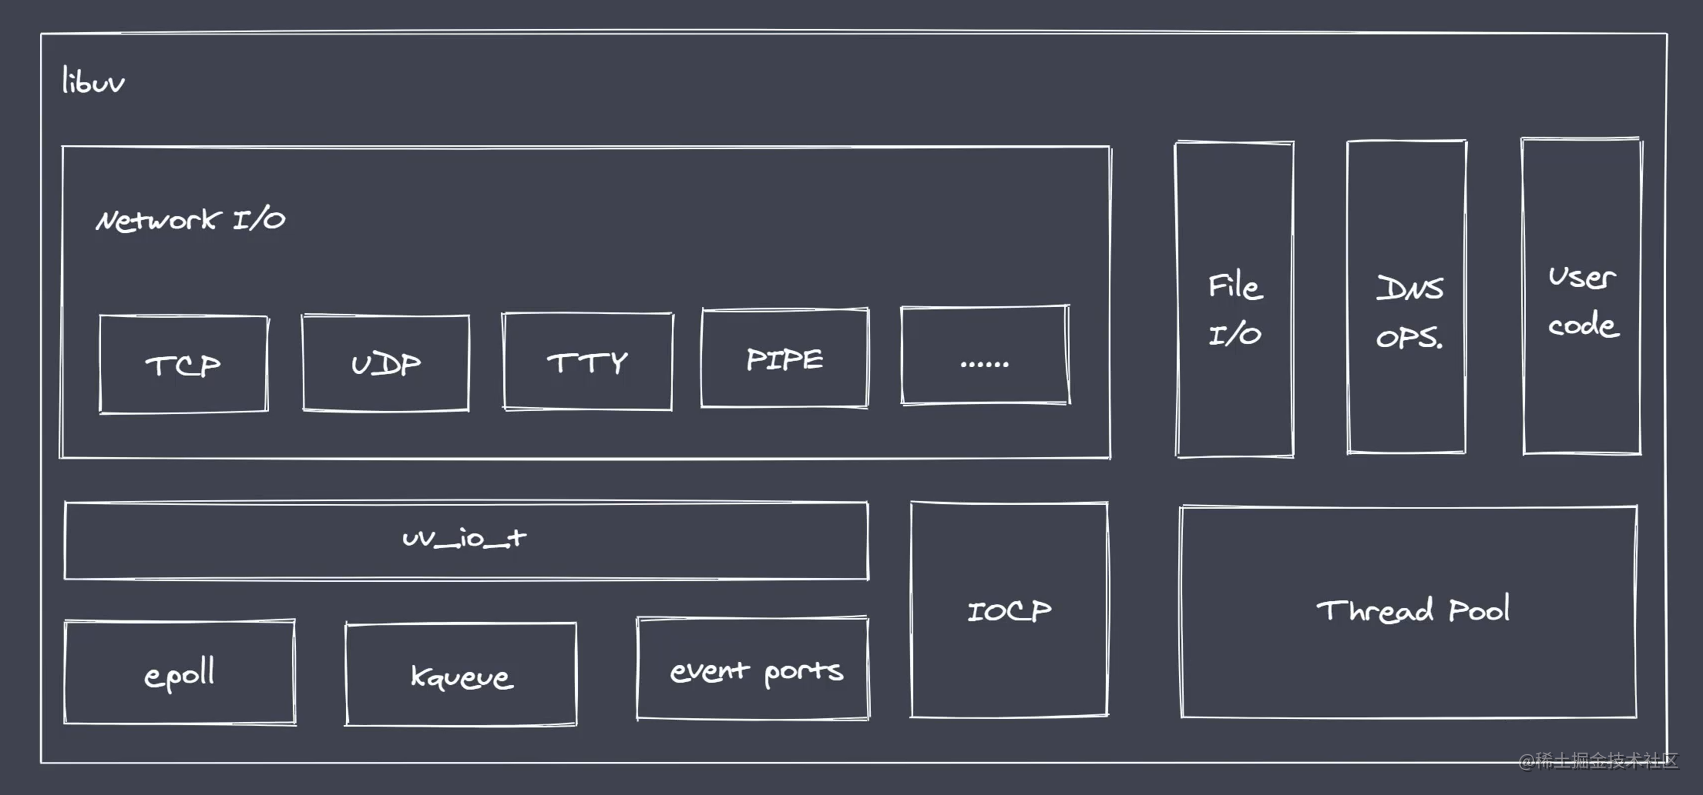 libuv
Network I/O
TCP
UDP
TTY
PIPE
......
File
I/O
DNS
OPS.
User
code
uv_io_t
epoll
kqueue
event ports
IOCP
Thread Pool
@稀土掘金技术社区